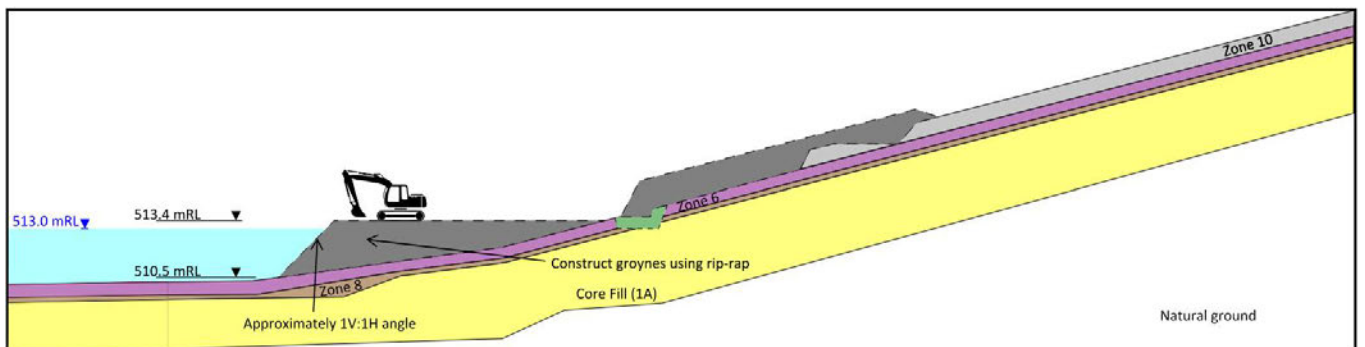 Zone 10
Zone 6
513.0 mRL
513.4 mRL
510.5 mRL
Construct groynes using rip-rap
Zone 8
Core Fill (1A)
Approximately 1V:1H angle
Natural ground